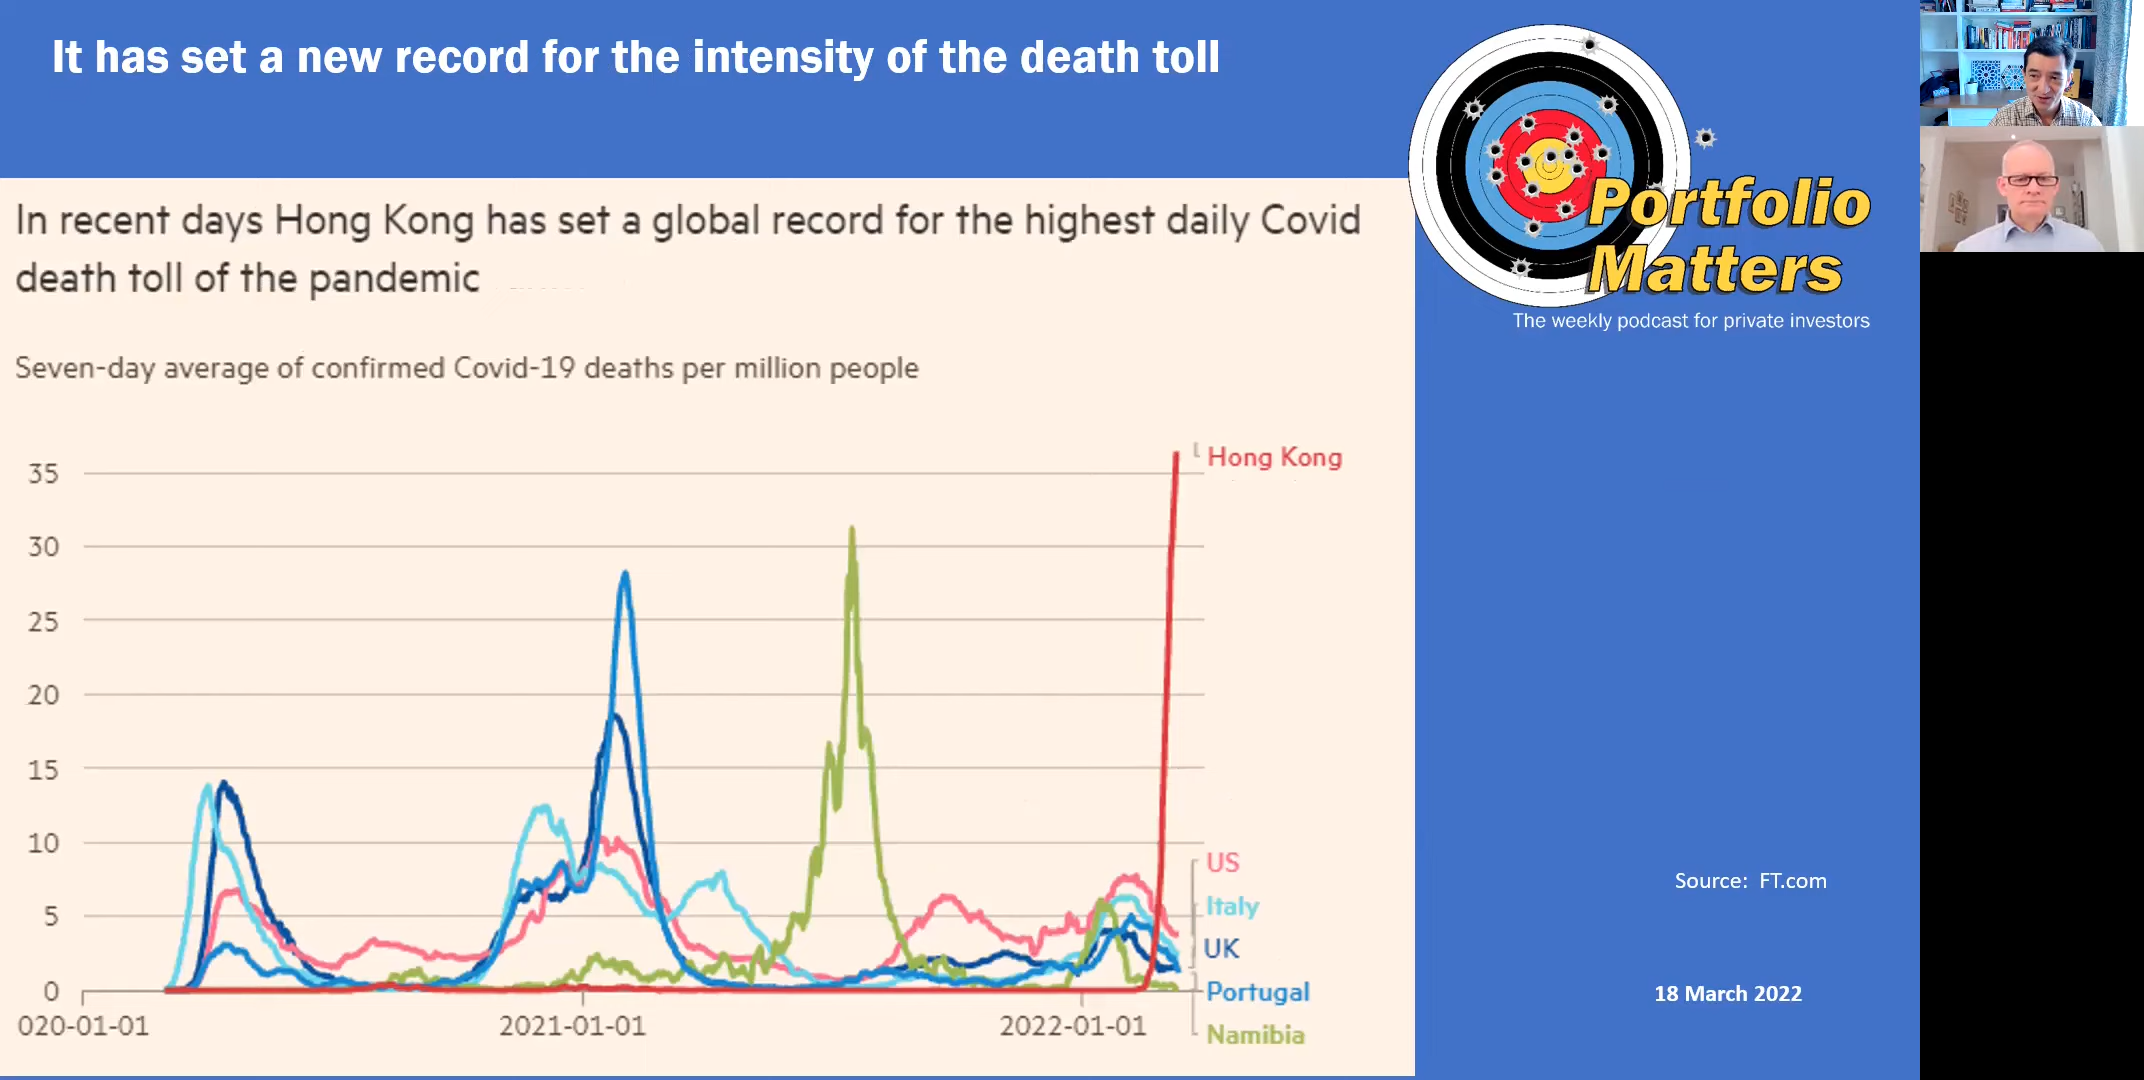 It has set a new record for the intensity of the death toll
Portfolio
Matters
The weekly podcast for private investors
In recent days Hong Kong has set a global record for the highest daily Covid
death toll of the pandemic
Seven-day average of confirmed Covid-19 deaths per million people
35
30
25
20
15
10
5
0
020-01-01
2021-01-01
2022-01-01
Hong Kong
US
Italy
UK
Portugal
Namibia
Source: FT.com
18 March 2022